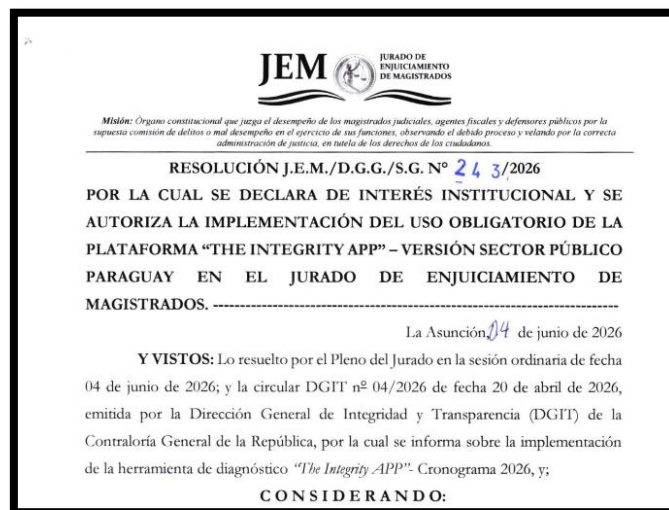 JEM
JURADO DE
ENJUICIAMIENTO
DE MAGISTRADOS
Misión: Órgano constitucional que juzga el desempeño de los magistrados judiciales, agentes fiscales y defensores públicos por la
supuesta comisión de delitos o mal desempeño en el ejercicio de sus funciones, observando el debido proceso y velando por la correcta
administración de justicia, en tutela de los derechos de los ciudadanos.
RESOLUCIÓN J.E.M./D.G.G./S.G. Nº 243/2026
POR LA CUAL SE DECLARA DE INTERÉS INSTITUCIONAL Y SE
AUTORIZA LA IMPLEMENTACIÓN DEL USO OBLIGATORIO DE LA
PLATAFORMA “THE INTEGRITY APP” – VERSIÓN SECTOR PÚBLICO
PARAGUAY EN EL JURADO DE ENJUICIAMIENTO DE
MAGISTRADOS. ---------------------------------------------------------------------
La Asunción, 04 de junio de 2026
Y VISTOS: Lo resuelto por el Pleno del Jurado en la sesión ordinaria de fecha
04 de junio de 2026; y la circular DGIT nº 04/2026 de fecha 20 de abril de 2026,
emitida por la Dirección General de Integridad y Transparencia (DGIT) de la
Contraloría General de la República, por la cual se informa sobre la implementación
de la herramienta de diagnóstico “The Integrity APP”- Cronograma 2026, y;
CONSIDERANDO: